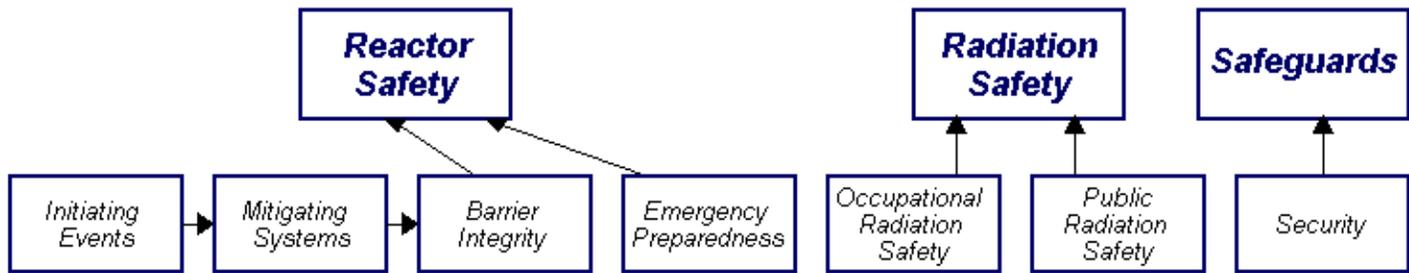 Reactor
Safety
Radiation
Safety
Safeguards
Initiating
Events
Mitigating
Systems
Barrier
Integrity
Emergency
Preparedness
Occupational
Radiation
Safety
Public
Radiation
Safety
Security